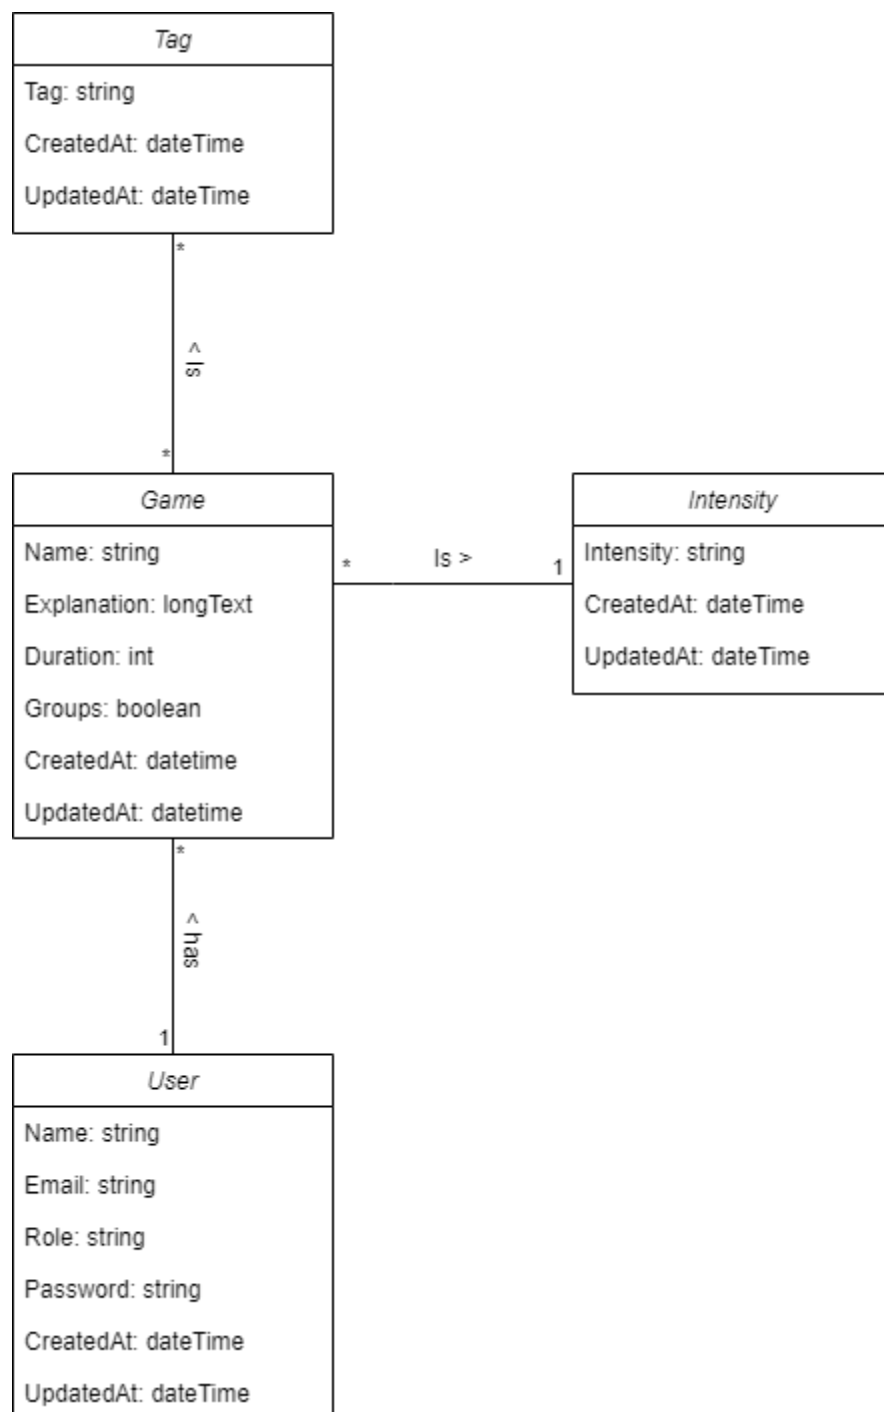 Tag
Tag: string
CreatedAt: dateTime
UpdatedAt: dateTime
*
< Is
*
Game
Name: string
Explanation: longText
Duration: int
Groups: boolean
CreatedAt: datetime
UpdatedAt: datetime
*
Is >
1
Intensity
Intensity: string
CreatedAt: dateTime
UpdatedAt: dateTime
*
< has
1
User
Name: string
Email: string
Role: string
Password: string
CreatedAt: dateTime
UpdatedAt: dateTime